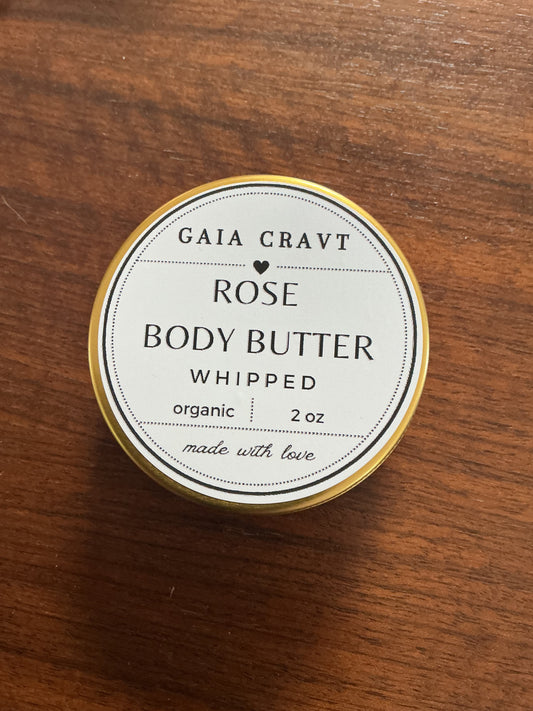 GAIA CRAVT
ROSE
BODY BUTTER
WHIPPED
organic 2 oz
made with love